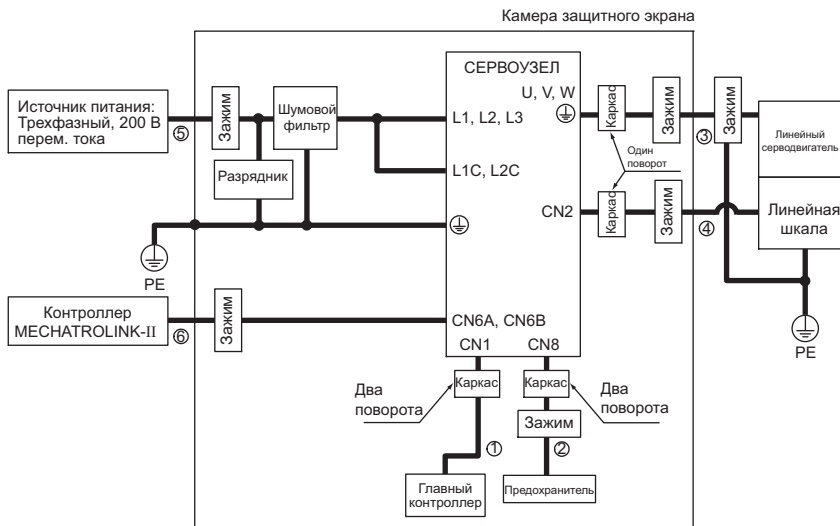 Камера защитного экрана
СЕРВОУЗЕЛ
U, V, W
Источник питания:
Трехфазный, 200 В
перем. тока
⑤
Зажим
Шумовой
фильтр
L1, L2, L3
Каркас
Зажим
③
Зажим
Линейный
серводвигатель
Один
поворот
Разрядник
L1C, L2C
CN2
Каркас
Зажим
④
Линейная
шкала
PE
PE
Контроллер
MECHATROLINK-II
⑥
Зажим
CN6A, CN6B
CN1
CN8
Два
поворота
Каркас
Каркас
Два
поворота
Зажим
①
②
Главный
контроллер
Предохранитель